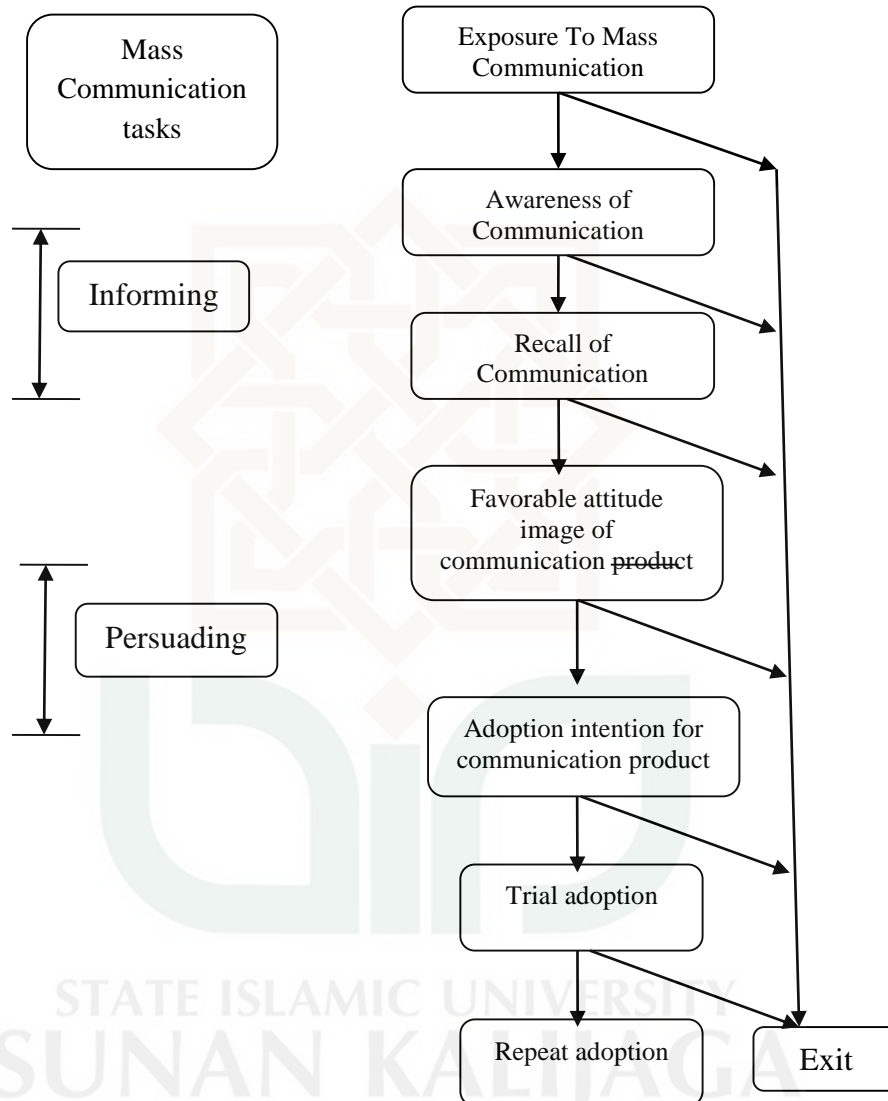 Mass
Communication
tasks
Exposure To Mass
Communication
Awareness of
Communication
Informing
Recall of
Communication
Favorable attitude
image of
communication product
Persuading
Adoption intention for
communication product
Trial adoption
Repeat adoption
Exit
STATE ISLAMIC UNIVERSITY
SUNAN KALIJAGA